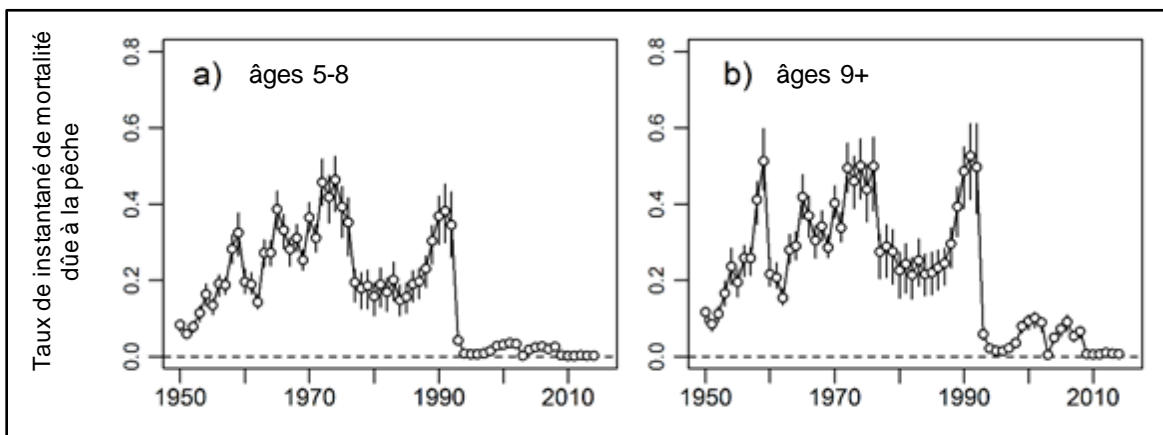 Taux de instantané de mortalité
dûe à la pêche
a) âges 5-8
0.8
0.6
0.4
0.2
0.0
1950 1970 1990 2010
b) âges 9+
0.8
0.6
0.4
0.2
0.0
1950 1970 1990 2010